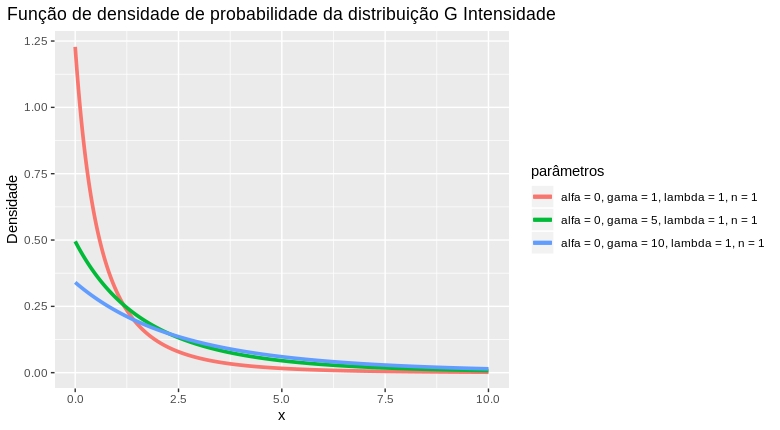 Função de densidade de probabilidade da distribuição G Intensidade
1.25
1.00
0.75
0.50
0.25
0.00
Densidade
0.0 2.5 5.0 7.5 10.0
x
parâmetros
alfa = 0, gama = 1, lambda = 1, n = 1
alfa = 0, gama = 5, lambda = 1, n = 1
alfa = 0, gama = 10, lambda = 1, n = 1